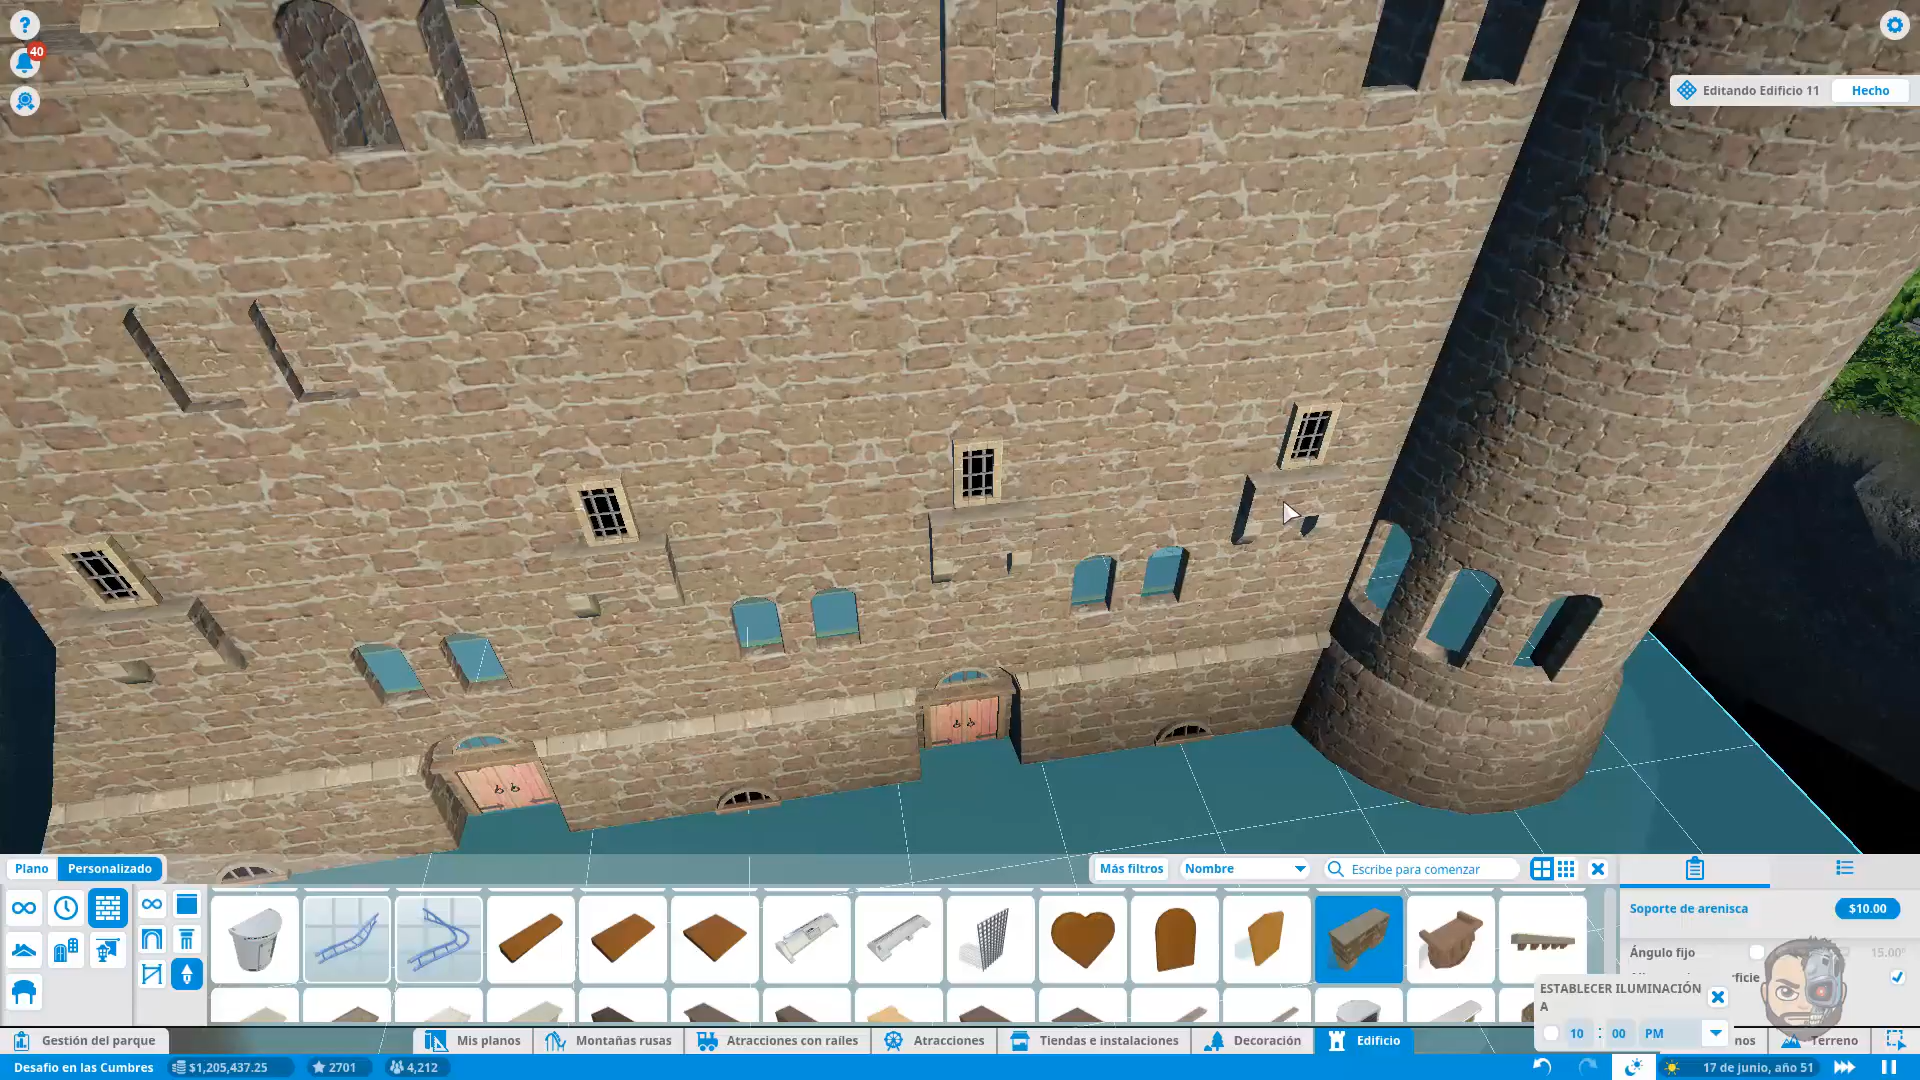 ?
40
Editando Edificio 11
Hecho
Plano
Personalizado
Más filtros
Nombre
Escribe para comenzar
Soporte de arenisca
$10.00
Ángulo fijo
15.00°
ficie
ESTABLECER ILUMINACIÓN
A
10 : 00 PM
Gestión del parque
Mis planos
Montañas rusas
Atracciones con raíles
Atracciones
Tiendas e instalaciones
Decoración
Edificio
nos
Terreno
Desafio en las Cumbres
$1,205,437.25
2701
4,212
17 de junio, año 51